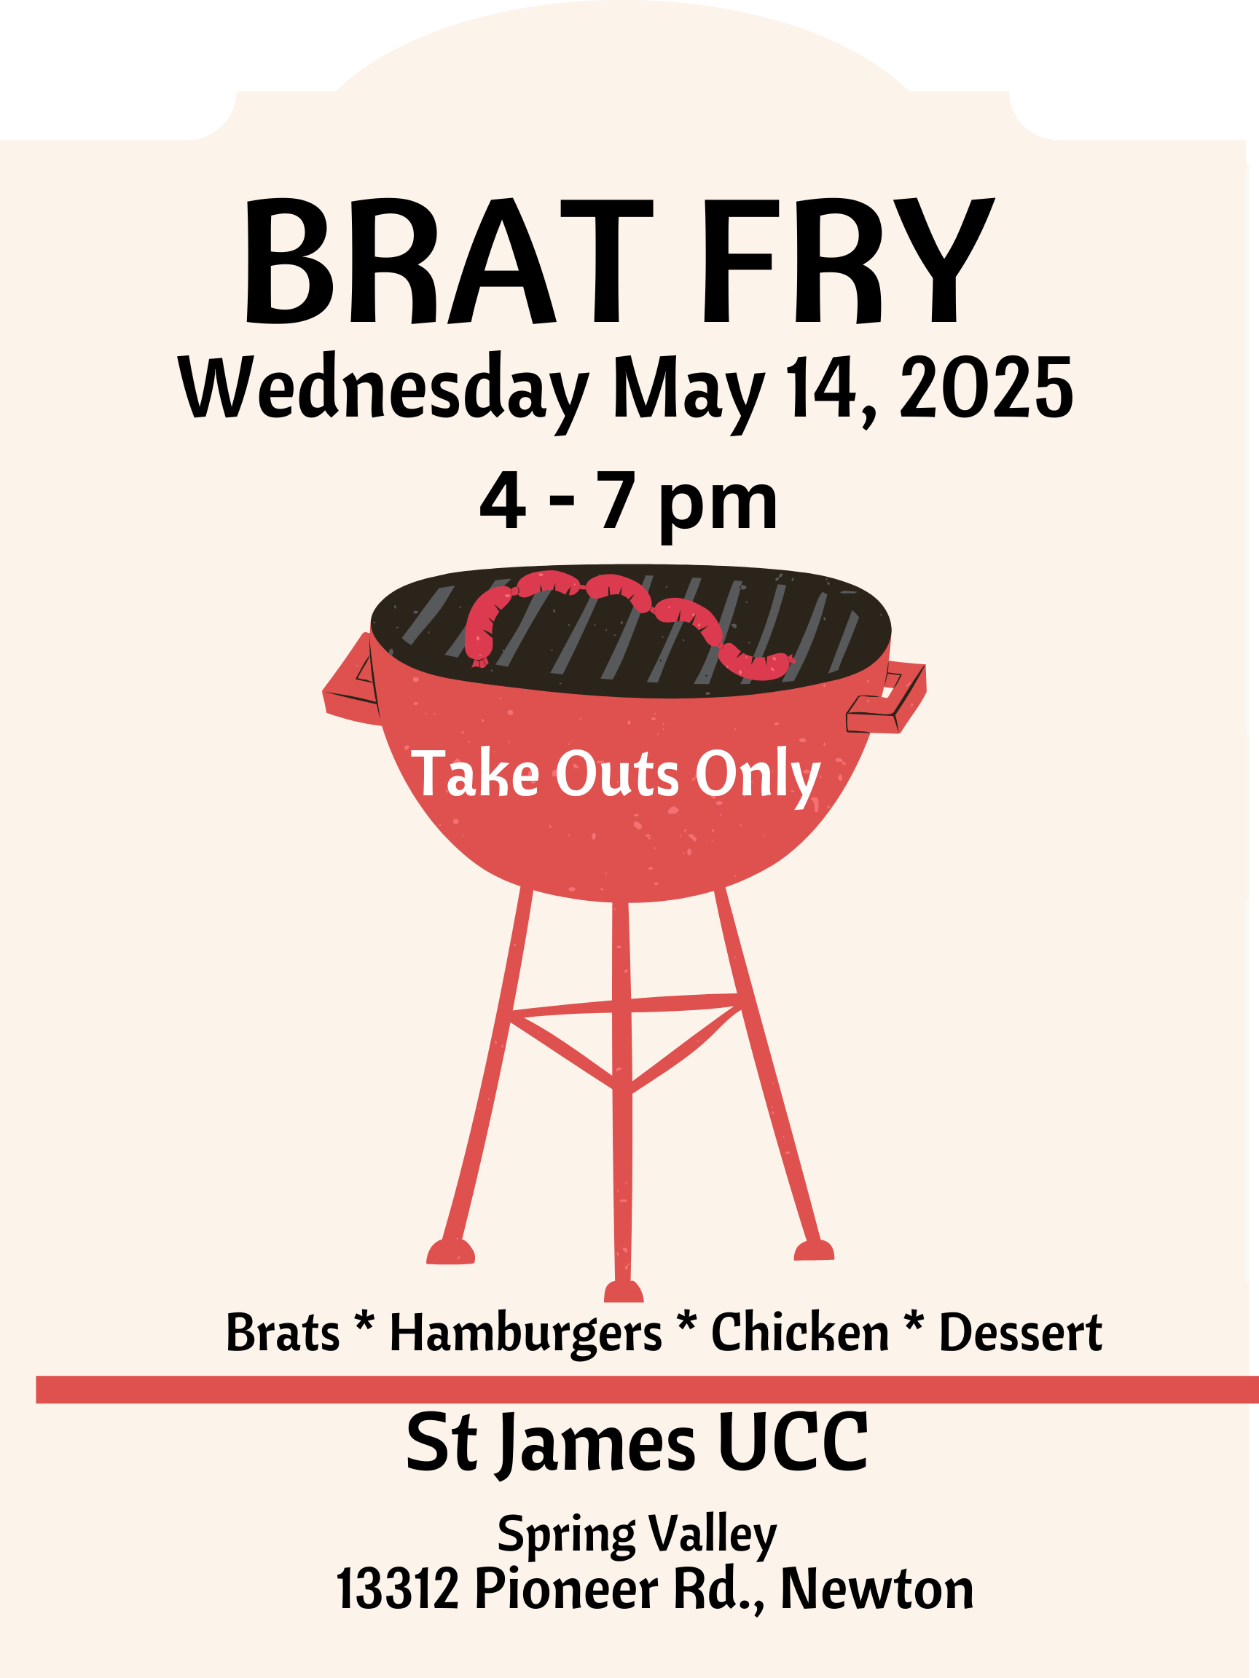 BRAT FRY
Wednesday May 14, 2025
4 - 7 pm
Take Outs Only
Brats * Hamburgers * Chicken * Dessert
St James UCC
Spring Valley
13312 Pioneer Rd., Newton